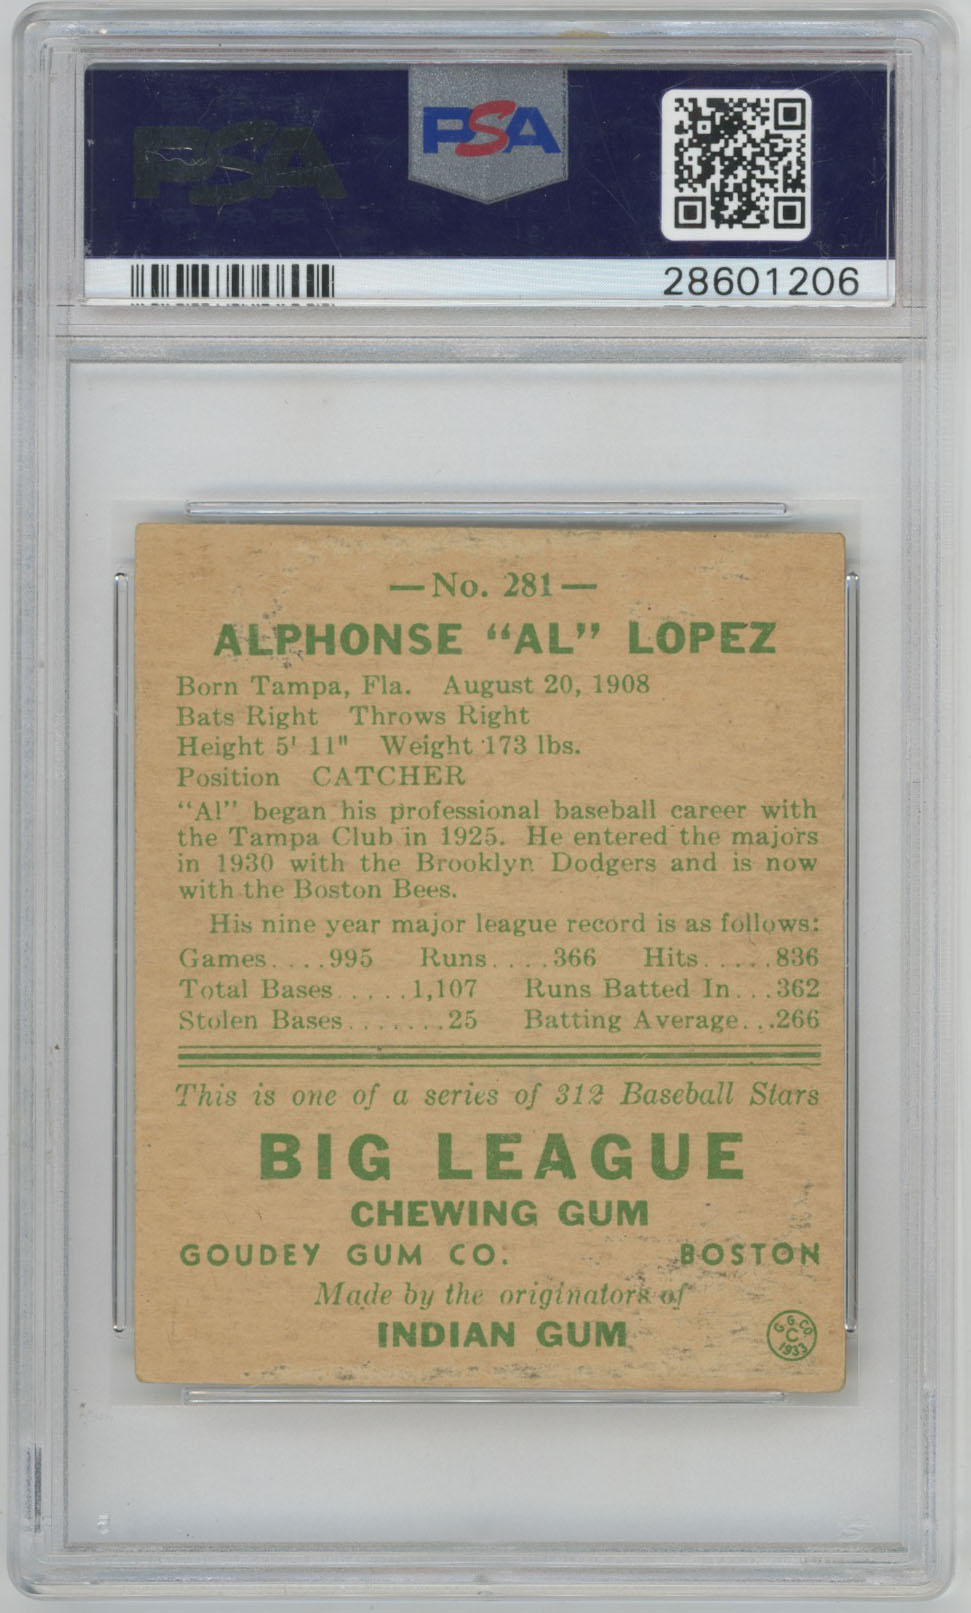 PSA
PSA
28601206
—No. 281—
ALPHONSE "AL" LOPEZ
Born Tampa, Fla. August 20, 1908
Bats Right Throws Right
Height 5' 11" Weight 173 lbs.
Position CATCHER
"Al" began his professional baseball career with
the Tampa Club in 1925. He entered the majors
in 1930 with the Brooklyn Dodgers and is now
with the Boston Bees.
His nine year major league record is as follows:
Games....995 Runs....366 Hits.....836
Total Bases.....1,107 Runs Batted In...362
Stolen Bases.......25 Batting Average...266
This is one of a series of 312 Baseball Stars
BIG LEAGUE
CHEWING GUM
GOUDEY GUM CO. BOSTON
Made by the originators of
INDIAN GUM
G.G.CO.
C
1933